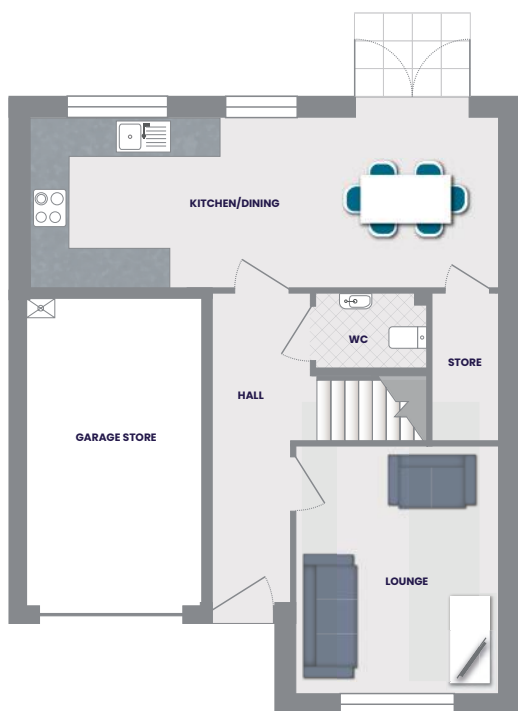 KITCHEN/DINING
WC
STORE
HALL
GARAGE STORE
LOUNGE